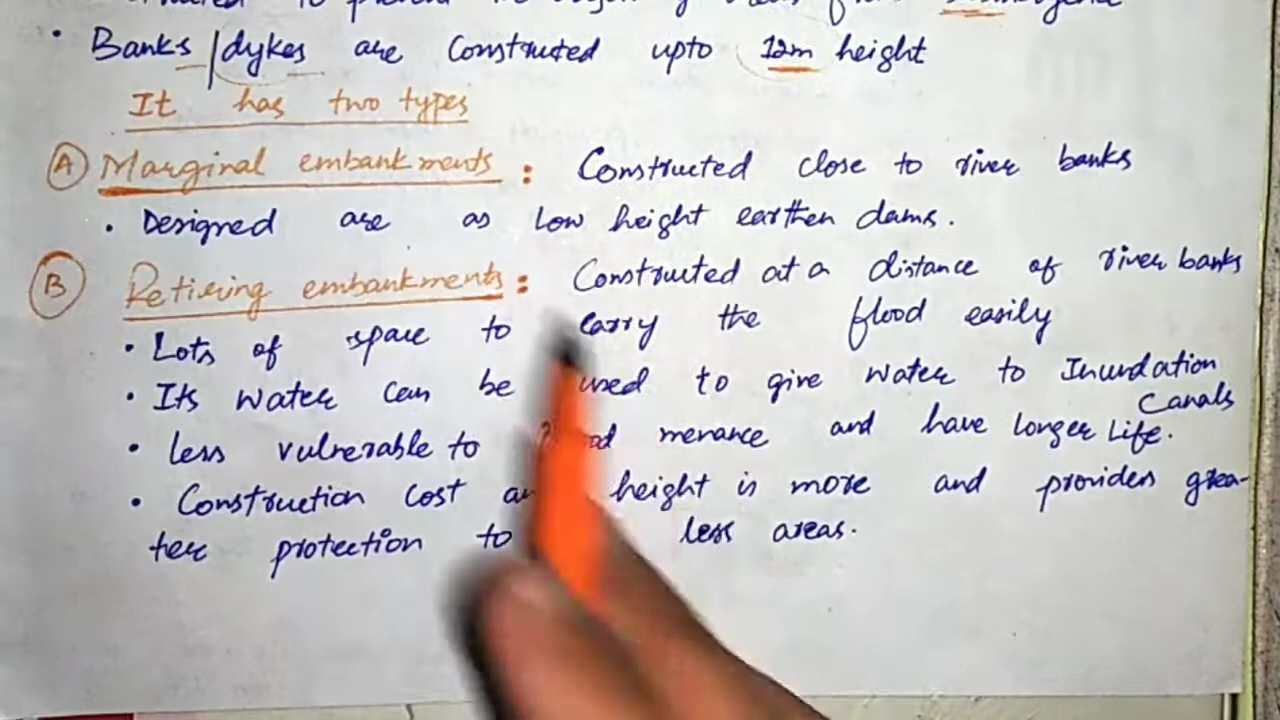 to prevent
• Banks/dykes are Constructed upto 12m height
It has two types
(A) Marginal embankments : Constructed close to river banks
• Designed are as low height earthen dams.
(B) Retiring embankments : Constructed at a distance of river banks
• Lots of space to carry the flood easily
• Its water can be used to give water to Inundation
Canals
• less vulnerable to menance and have longer life.
• Construction cost height is more and provides grea-
ter protection to less areas.